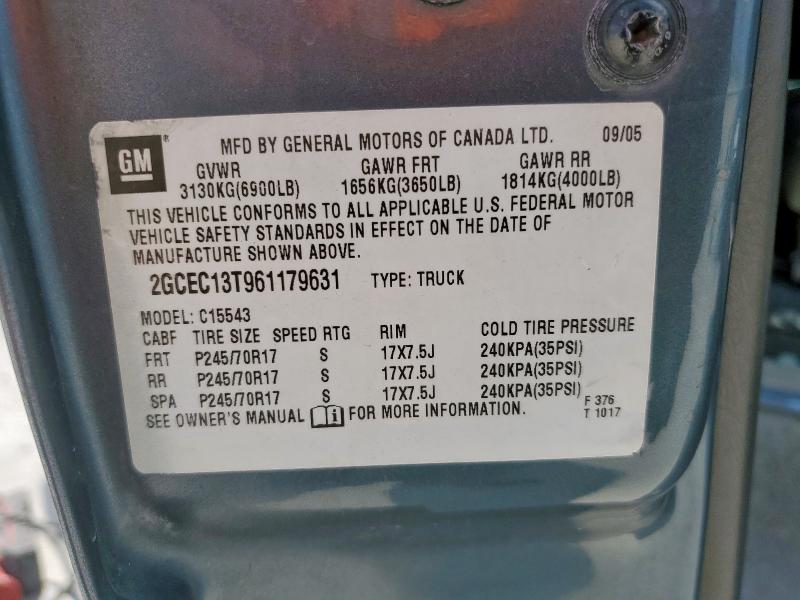 GM
MFD BY GENERAL MOTORS OF CANADA LTD. 09/05
GVWR GAWR FRT GAWR RR
3130KG(6900LB) 1656KG(3650LB) 1814KG(4000LB)
THIS VEHICLE CONFORMS TO ALL APPLICABLE U.S. FEDERAL MOTOR
VEHICLE SAFETY STANDARDS IN EFFECT ON THE DATE OF
MANUFACTURE SHOWN ABOVE.
2GCEC13T961179631 TYPE: TRUCK
MODEL: C15543
CABF TIRE SIZE SPEED RTG RIM COLD TIRE PRESSURE
FRT P245/70R17 S 17X7.5J 240KPA(35PSI)
RR P245/70R17 S 17X7.5J 240KPA(35PSI)
SPA P245/70R17 S 17X7.5J 240KPA(35PSI)
SEE OWNER'S MANUAL FOR MORE INFORMATION.
F 376
T 1017